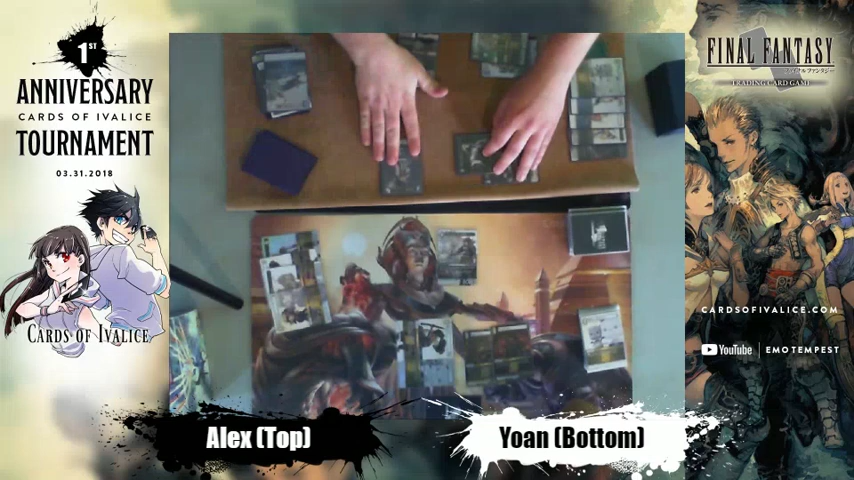 1ST
ANNIVERSARY
CARDS OF IVALICE
TOURNAMENT
03.31.2018
CARDS OF IVALICE
Alex (Top)
Yoan (Bottom)
FINAL FANTASY
TRADING CARD GAME
CARDSOFIVALICE.COM
YouTube | EMOTEMPEST